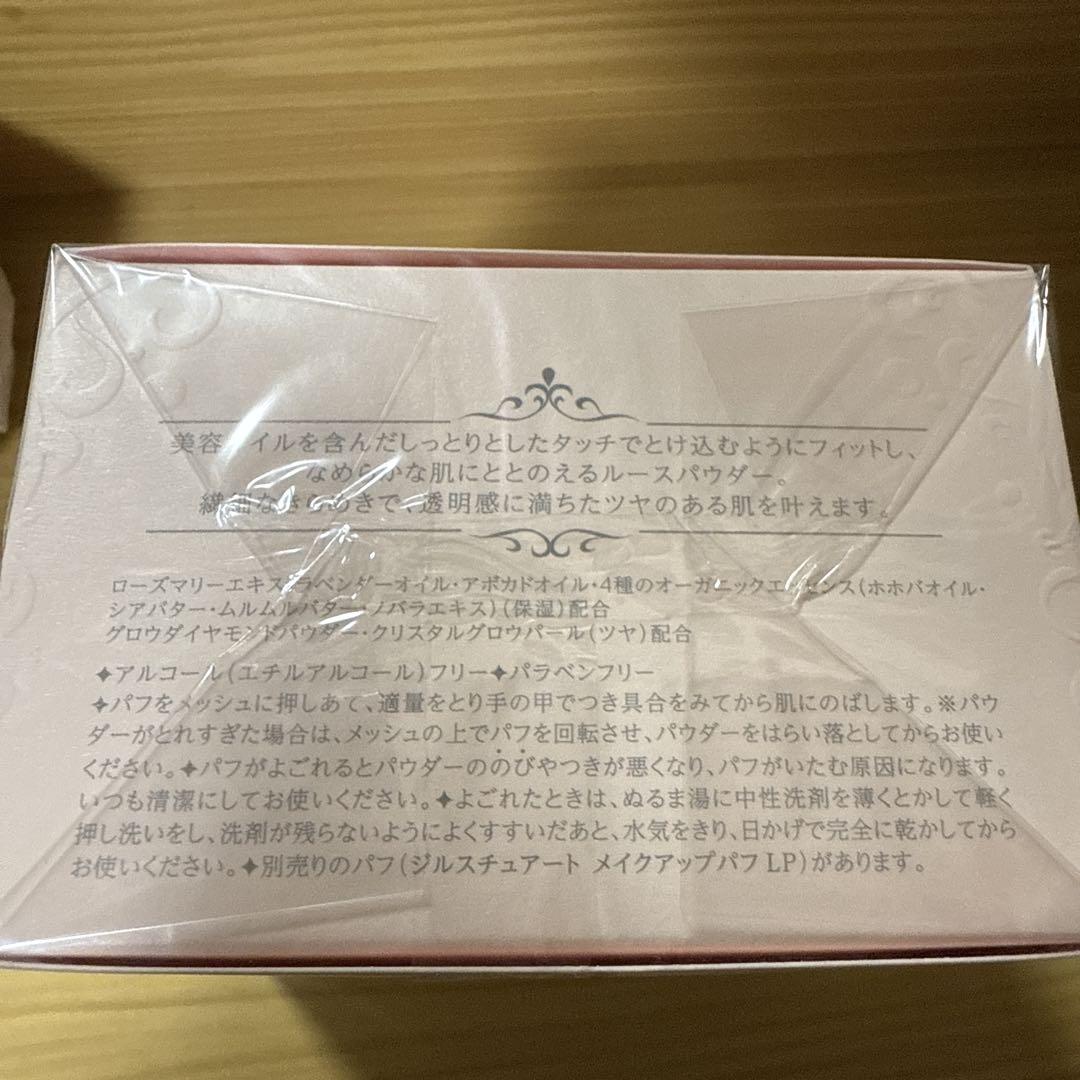 美容オイルを含んだしっとりとしたタッチでとけ込むようにフィットし、
なめらかな肌にととのえるルースパウダー。
繊細なきらめきで、透明感に満ちたツヤのある肌を叶えます。
ローズマリーエキス・ラベンダーオイル・アボカドオイル・4種のオーガニックエッセンス(ホホバオイル・
シアバター・ムルムルバター・ノバラエキス)(保湿)配合
グロウダイヤモンドパウダー・クリスタルグロウパール(ツヤ)配合
✦アルコール(エチルアルコール)フリー✦パラベンフリー
✦パフをメッシュに押しあて、適量をとり手の甲でつき具合をみてから肌にのばします。※パウ
ダーがとれすぎた場合は、メッシュの上でパフを回転させ、パウダーをはらい落としてからお使い
ください。✦パフがよごれるとパウダーののびやつきが悪くなり、パフがいたむ原因になります。
いつも清潔にしてお使いください。✦よごれたときは、ぬるま湯に中性洗剤を薄くとかして軽く
押し洗いをし、洗剤が残らないようによくすすいだあと、水気をきり、日かげで完全に乾かしてから
お使いください。✦別売りのパフ(ジルスチュアート メイクアップパフ LP)があります。